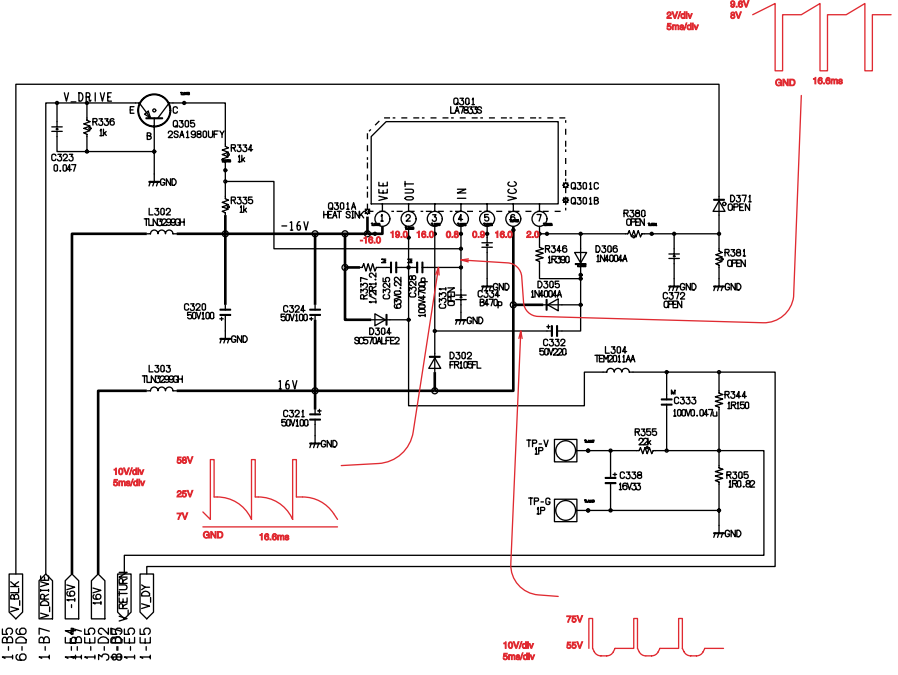 9.6V
2V/div
8V
5ms/div
GND
16.6ms
V_DRIVE
E
C
R336
1k
Q305
2SA1980UFY
B
C323
0.047
GND
R334
1k
R335
1k
Q301
LA7833S
VEE
OUT
IN
VCC
Q301C
Q301B
Q301A
HEAT SINK
1
2
3
4
5
6
7
-16.0
19.0
16.0
0.8
0.9
16.0
2.0
D371
OPEN
R380
OPEN
R381
OPEN
C372
OPEN
GND
L302
TLN3299GH
-16V
R346
1R390
D306
1N4004A
R337
1/2R1.2
C325
63V0.22
C328
100V4700p
C331
OPEN
C334
B470p
GND
D305
1N4004A
C320
50V100
GND
C324
50V100
D304
SC570ALFE2
GND
C332
50V220
D302
FR105FL
L303
TLN3299GH
16V
L304
TEM2011AA
C321
50V100
GND
M
C333
100V0.047u
R344
1R150
R355
22k
TP-V
1P
C338
16V33
R305
1R0.82
TP-G
1P
GND
10V/div
5ms/div
58V
25V
7V
GND
16.6ms
V_BLK
V_DRIVE
-16V
16V
V_RETURN
V_DY
1-B5
6-D6
1-B7
1-E4
1-B7
1-E5
3-D2
1-E5
1-E5
75V
10V/div
55V
5ms/div